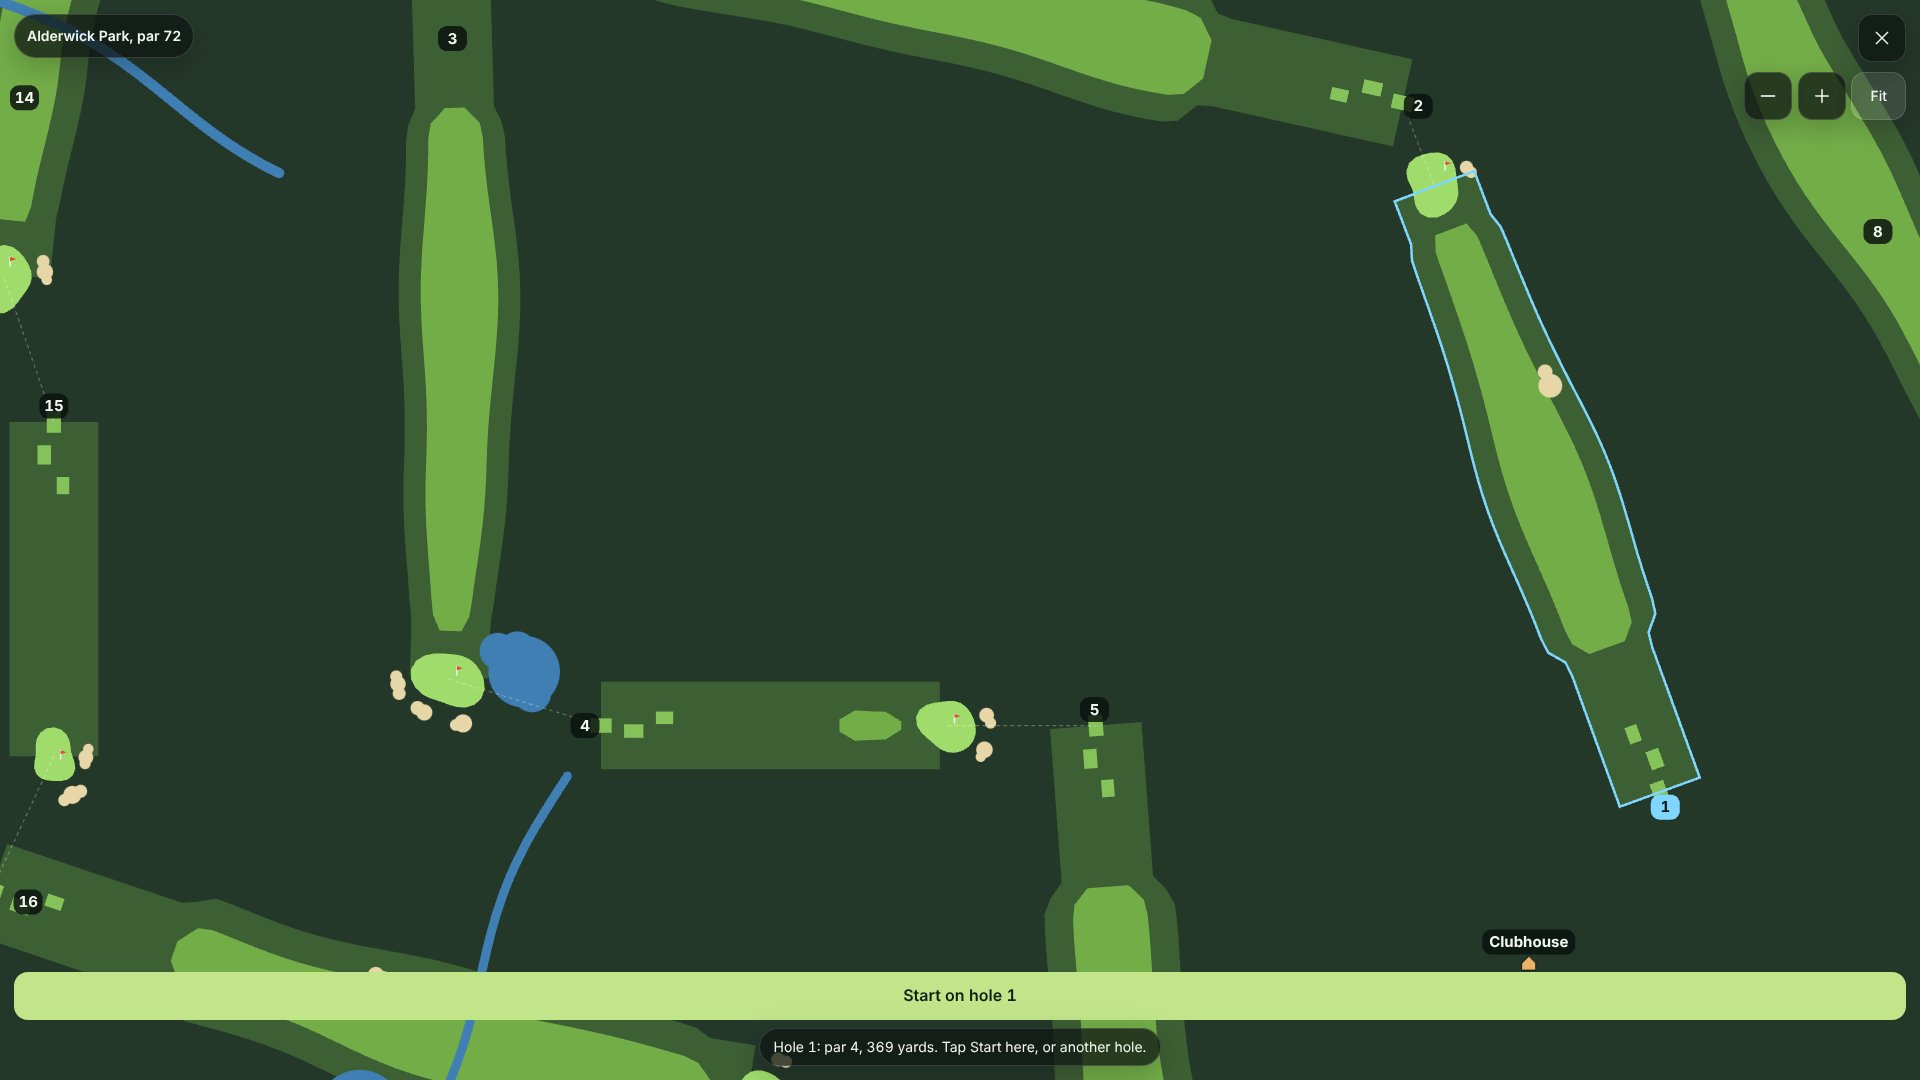 Alderwick Park, par 72
3
14
2
Fit
8
15
5
4
1
16
Clubhouse
Start on hole 1
Hole 1: par 4, 369 yards. Tap Start here, or another hole.